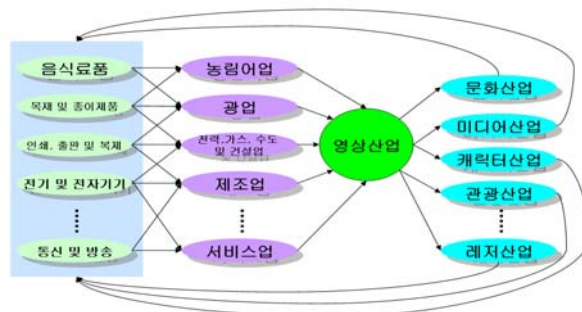 음식료품
목재 및 종이제품
인쇄, 출판 및 복제
전기 및 전자기기
통신 및 방송
농림어업
광업
전력,가스, 수도
및 건설업
제조업
서비스업
영상산업
문화산업
미디어산업
캐릭터산업
관광산업
레저산업